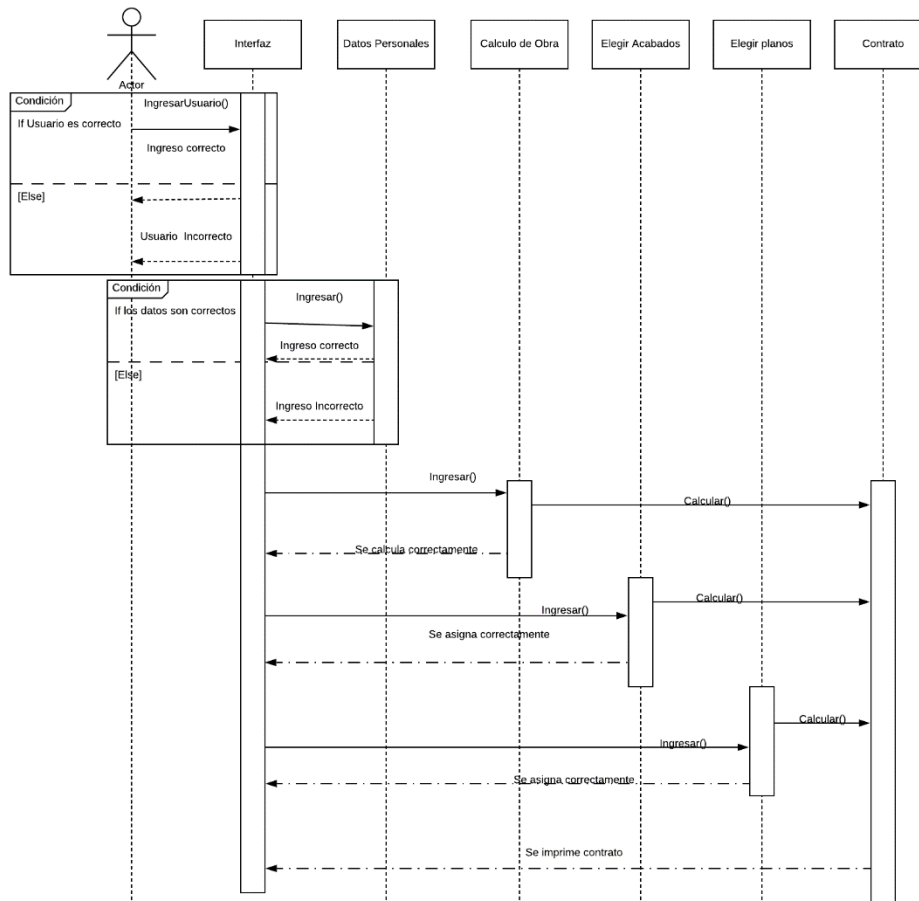 Interfaz
Datos Personales
Calculo de Obra
Elegir Acabados
Elegir planos
Contrato
Actor
Condición
IngresarUsuario()
If Usuario es correcto
Ingreso correcto
[Else]
Usuario Incorrecto
Condición
Ingresar()
If los datos son correctos
Ingreso correcto
[Else]
Ingreso Incorrecto
Ingresar()
Calcular()
Se calcula correctamente
Calcular()
Ingresar()
Se asigna correctamente
Calcular()
Ingresar()
Se asigna correctamente
Se imprime contrato